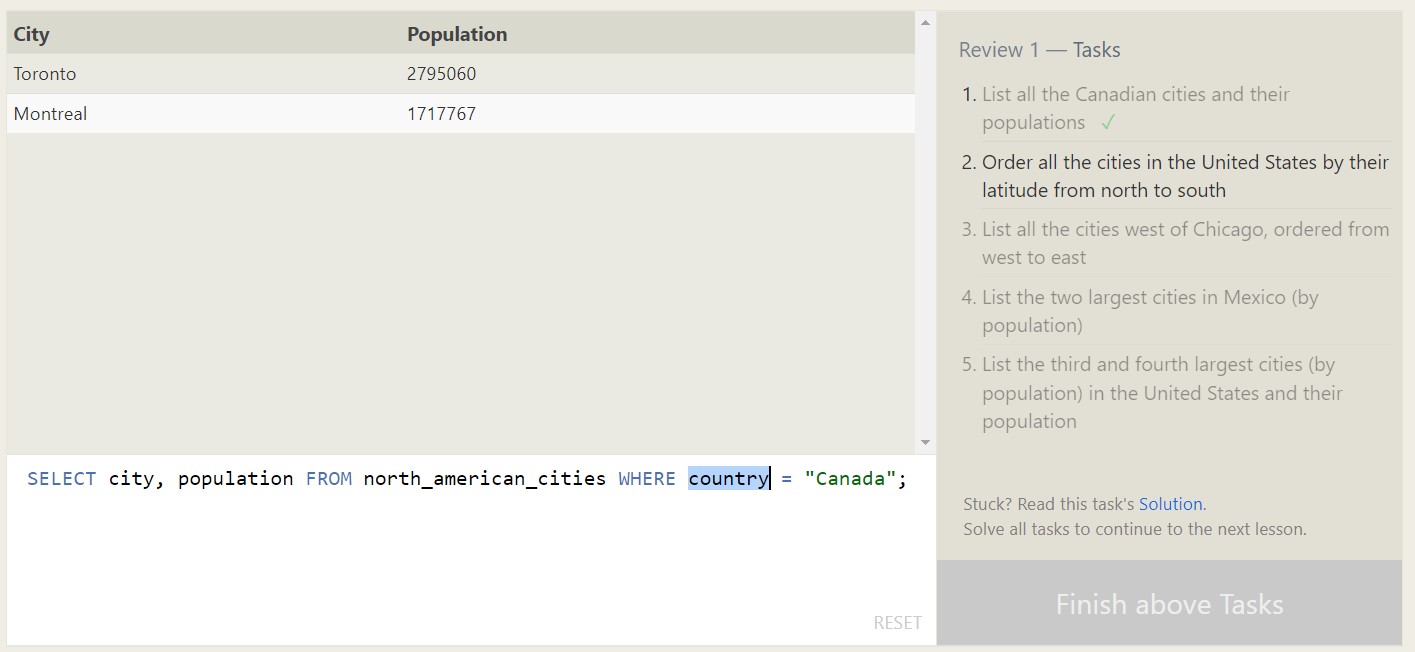 City Population
Toronto 2795060
Montreal 1717767
SELECT city, population FROM north_american_cities WHERE country = "Canada";
RESET
Review 1 — Tasks
1. List all the Canadian cities and their
populations ✓
2. Order all the cities in the United States by their
latitude from north to south
3. List all the cities west of Chicago, ordered from
west to east
4. List the two largest cities in Mexico (by
population)
5. List the third and fourth largest cities (by
population) in the United States and their
population
Stuck? Read this task's Solution.
Solve all tasks to continue to the next lesson.
Finish above Tasks